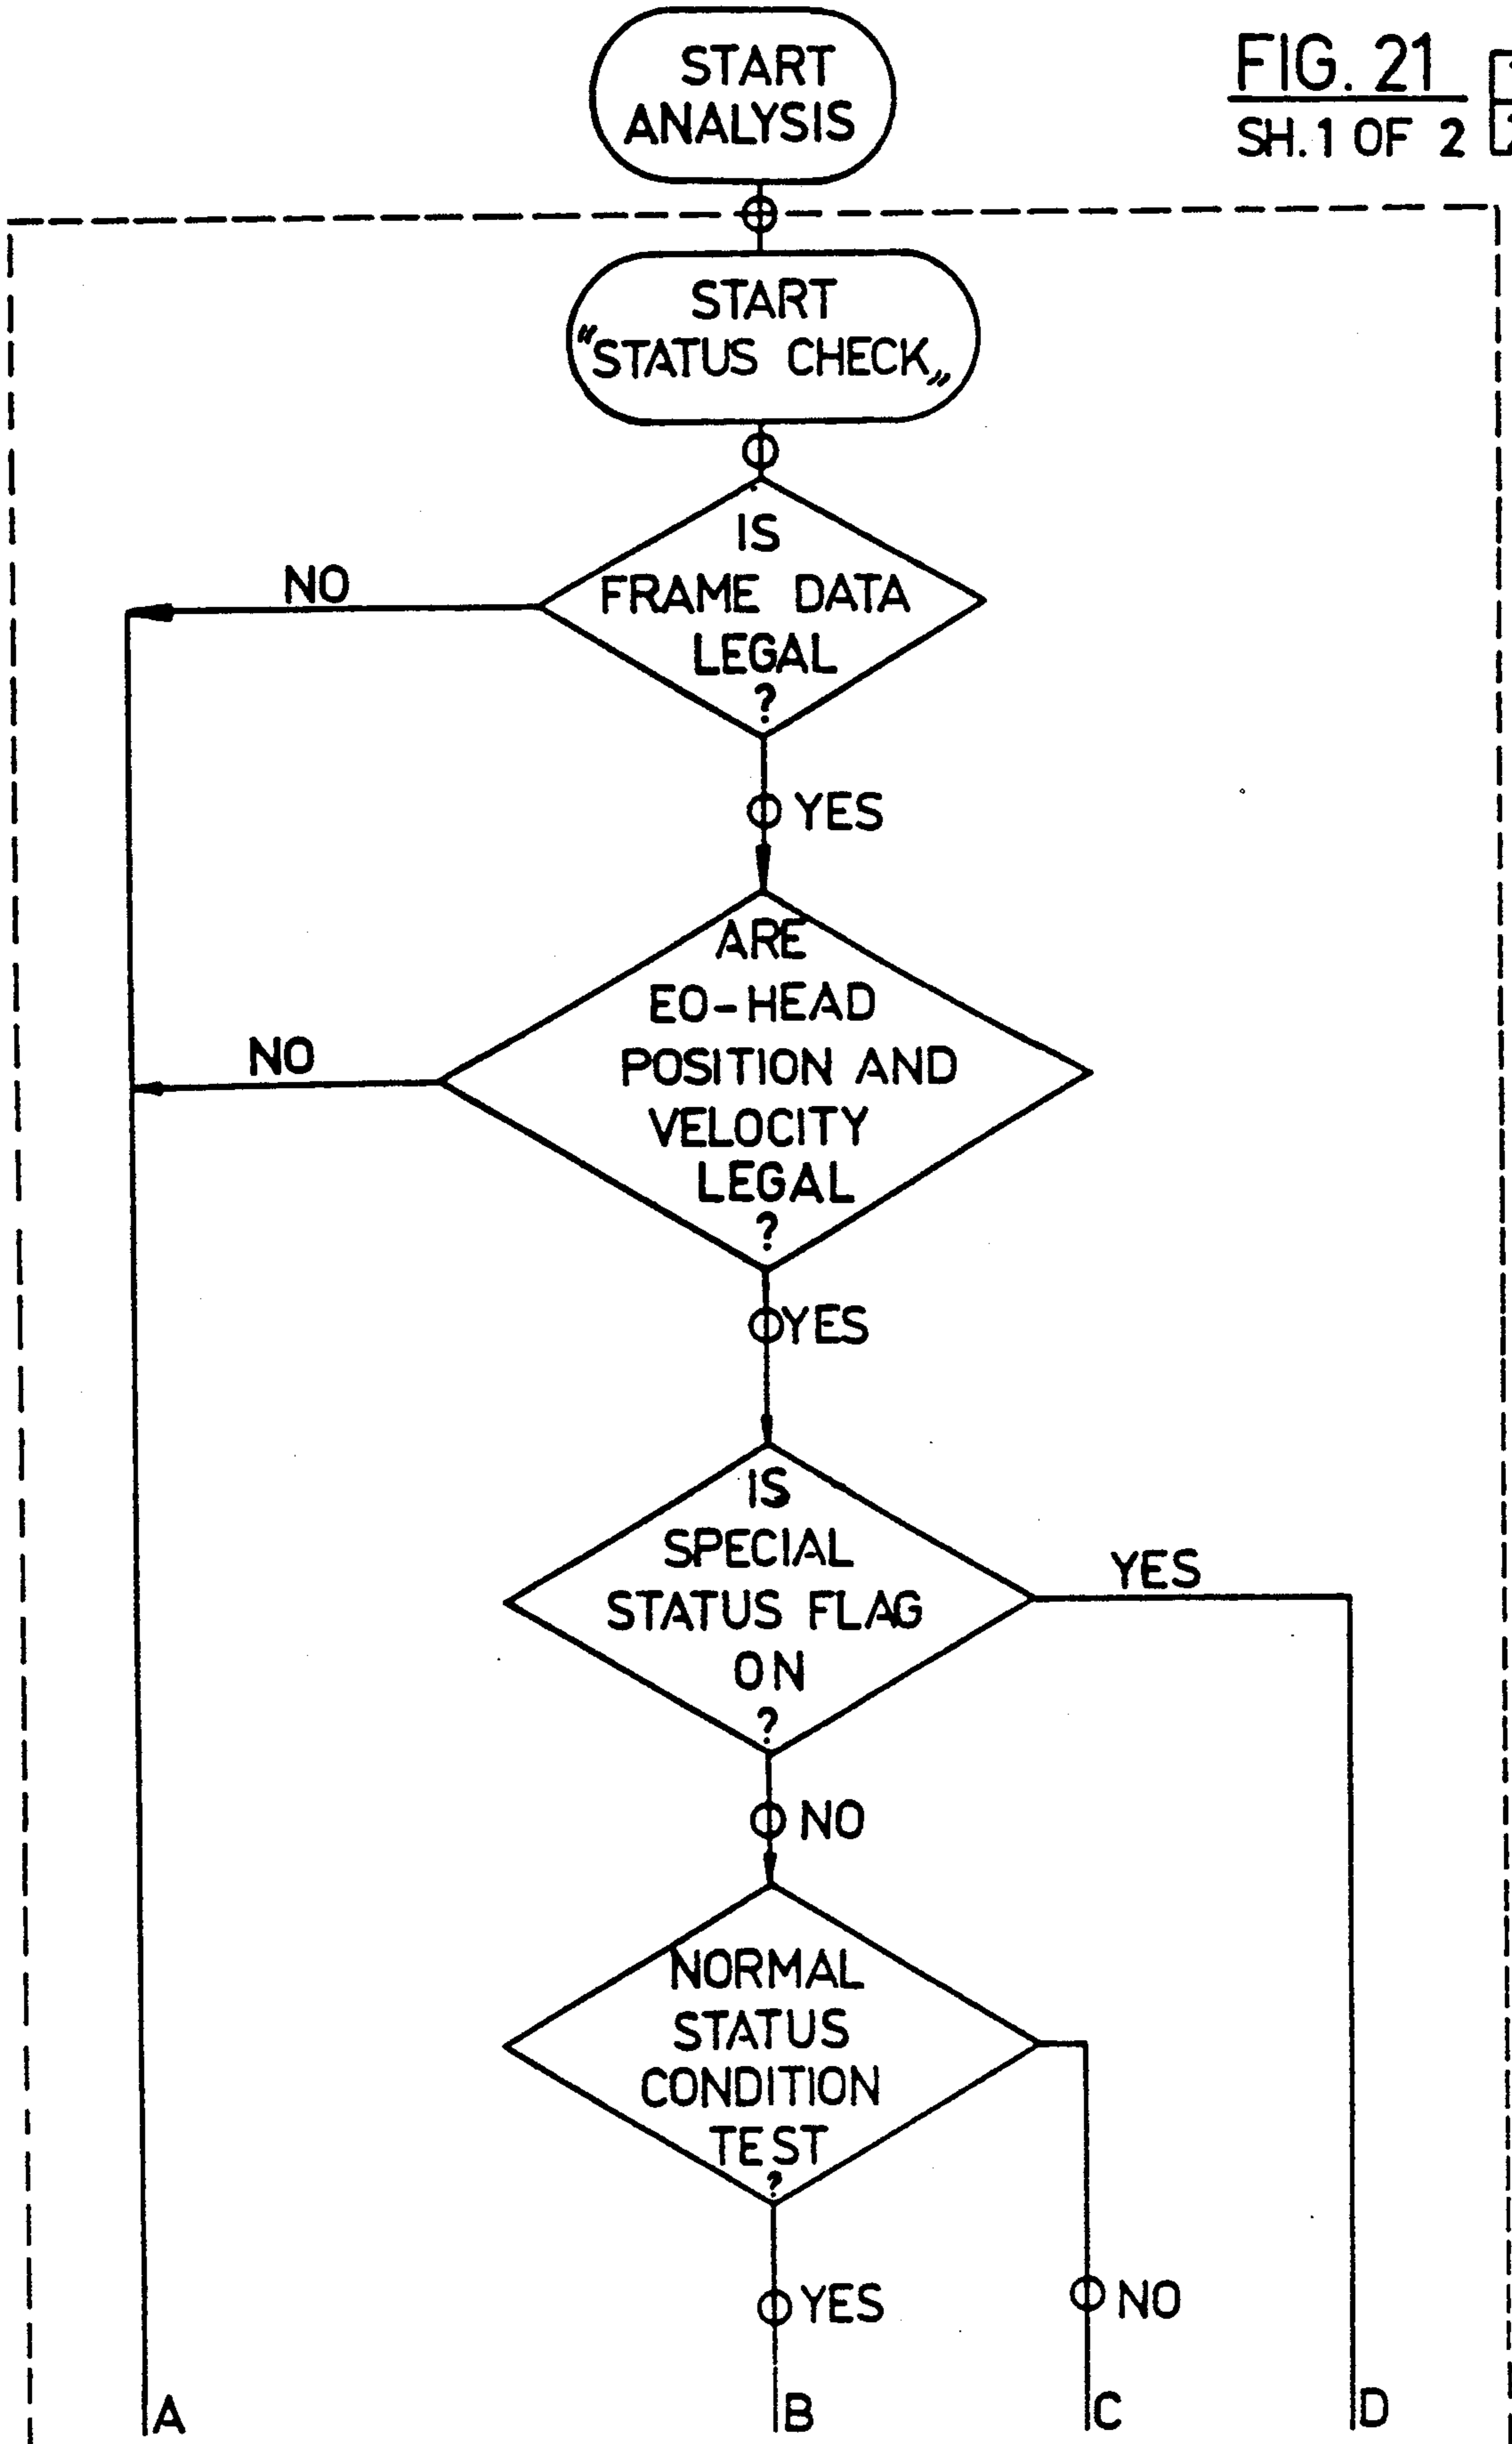 START
ANALYSIS
FIG. 21
SH. 1 OF 2
START
"STATUS CHECK„
IS
FRAME DATA
LEGAL
?
NO
YES
ARE
EO-HEAD
POSITION AND
VELOCITY
LEGAL
?
NO
YES
IS
SPECIAL
STATUS FLAG
ON
?
YES
NO
NORMAL
STATUS
CONDITION
TEST
?
YES
NO
A
B
C
D